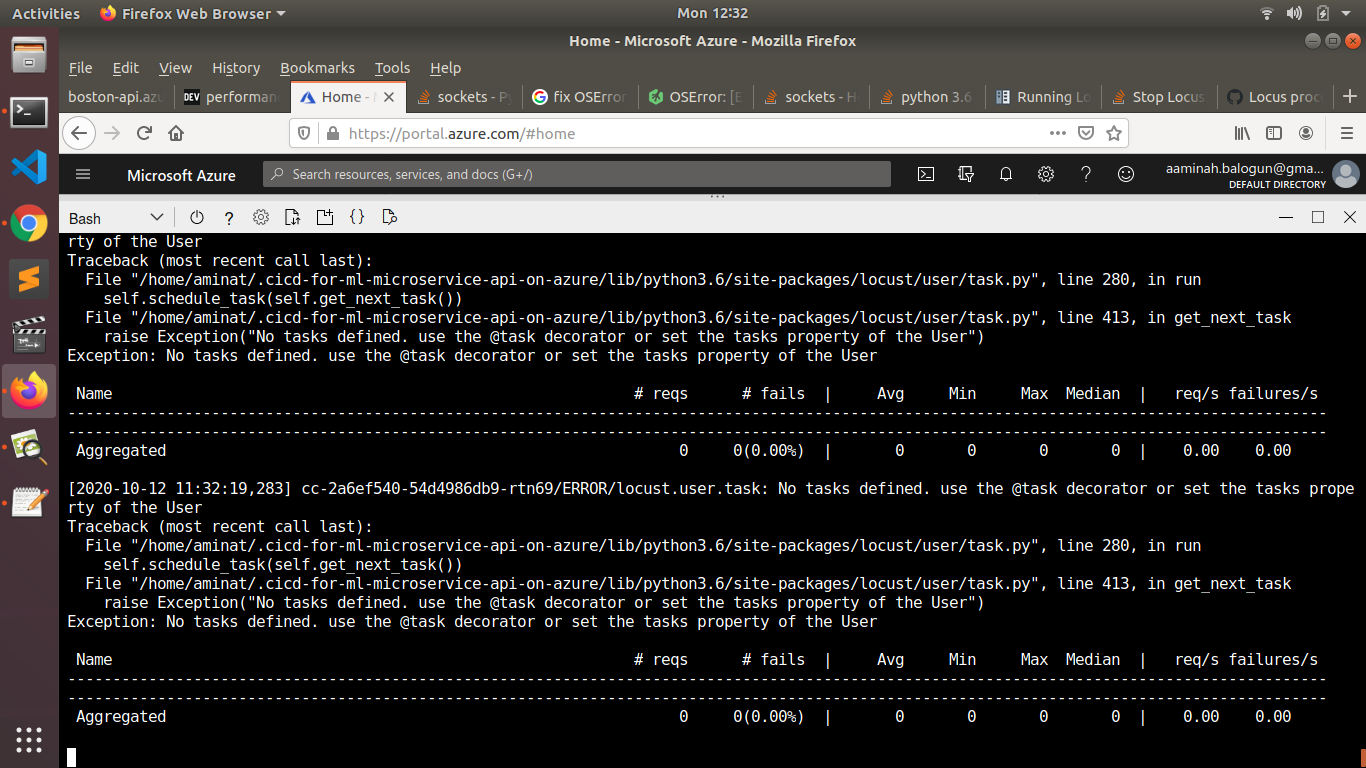 Activities Firefox Web Browser Mon 12:32
Home - Microsoft Azure - Mozilla Firefox
File Edit View History Bookmarks Tools Help
boston-api.az DEV performan Home - sockets - P fix OSErro OSError: [E sockets - H python 3.6 Running Lo Stop Locus Locus proc
https://portal.azure.com/#home
Microsoft Azure Search resources, services, and docs (G+/) aaminah.balogun@gma...
DEFAULT DIRECTORY
Bash
rty of the User
Traceback (most recent call last):
File "/home/aminat/.cicd-for-ml-microservice-api-on-azure/lib/python3.6/site-packages/locust/user/task.py", line 280, in run
self.schedule_task(self.get_next_task())
File "/home/aminat/.cicd-for-ml-microservice-api-on-azure/lib/python3.6/site-packages/locust/user/task.py", line 413, in get_next_task
raise Exception("No tasks defined. use the @task decorator or set the tasks property of the User")
Exception: No tasks defined. use the @task decorator or set the tasks property of the User
Name # reqs # fails | Avg Min Max Median | req/s failures/s
--------------------------------------------------------------------------------------------------------------------------------------------
--------------------------------------------------------------------------------------------------------------------------------------------
Aggregated 0 0(0.00%) | 0 0 0 0 | 0.00 0.00
[2020-10-12 11:32:19,283] cc-2a6ef540-54d4986db9-rtn69/ERROR/locust.user.task: No tasks defined. use the @task decorator or set the tasks prope
rty of the User
Traceback (most recent call last):
File "/home/aminat/.cicd-for-ml-microservice-api-on-azure/lib/python3.6/site-packages/locust/user/task.py", line 280, in run
self.schedule_task(self.get_next_task())
File "/home/aminat/.cicd-for-ml-microservice-api-on-azure/lib/python3.6/site-packages/locust/user/task.py", line 413, in get_next_task
raise Exception("No tasks defined. use the @task decorator or set the tasks property of the User")
Exception: No tasks defined. use the @task decorator or set the tasks property of the User
Name # reqs # fails | Avg Min Max Median | req/s failures/s
--------------------------------------------------------------------------------------------------------------------------------------------
--------------------------------------------------------------------------------------------------------------------------------------------
Aggregated 0 0(0.00%) | 0 0 0 0 | 0.00 0.00